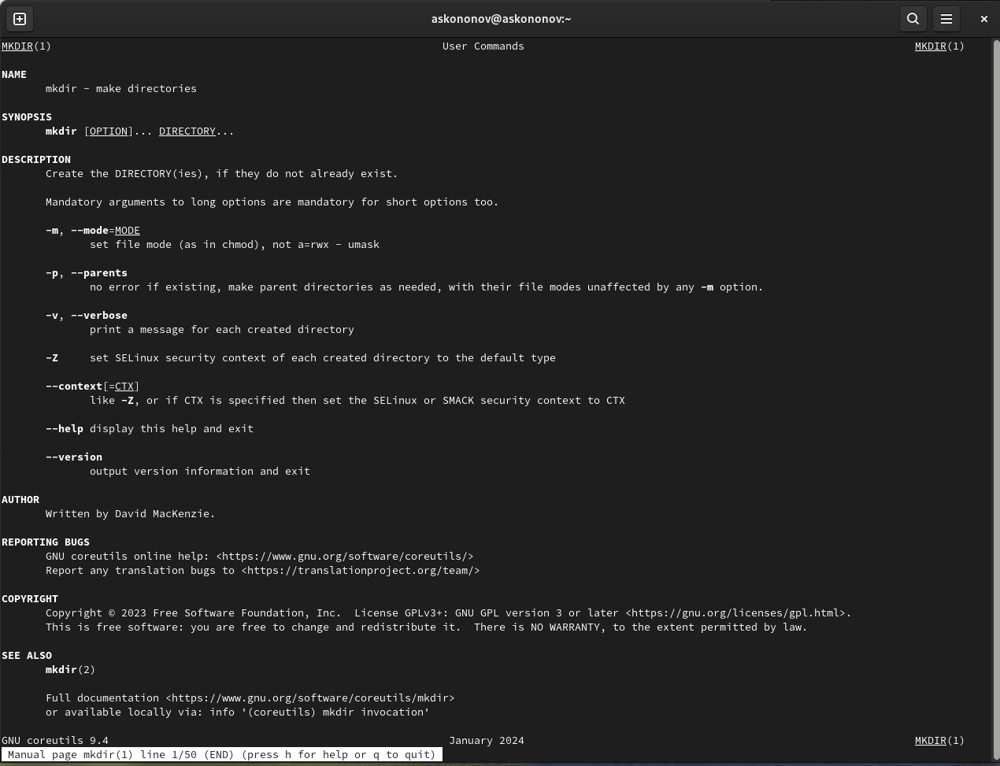 askononov@askononov:~
MKDIR(1) User Commands MKDIR(1)
NAME
mkdir - make directories
SYNOPSIS
mkdir [OPTION]... DIRECTORY...
DESCRIPTION
Create the DIRECTORY(ies), if they do not already exist.
Mandatory arguments to long options are mandatory for short options too.
-m, --mode=MODE
set file mode (as in chmod), not a=rwx - umask
-p, --parents
no error if existing, make parent directories as needed, with their file modes unaffected by any -m option.
-v, --verbose
print a message for each created directory
-Z set SELinux security context of each created directory to the default type
--context[=CTX]
like -Z, or if CTX is specified then set the SELinux or SMACK security context to CTX
--help display this help and exit
--version
output version information and exit
AUTHOR
Written by David MacKenzie.
REPORTING BUGS
GNU coreutils online help: <https://www.gnu.org/software/coreutils/>
Report any translation bugs to <https://translationproject.org/team/>
COPYRIGHT
Copyright © 2023 Free Software Foundation, Inc.  License GPLv3+: GNU GPL version 3 or later <https://gnu.org/licenses/gpl.html>.
This is free software: you are free to change and redistribute it.  There is NO WARRANTY, to the extent permitted by law.
SEE ALSO
mkdir(2)
Full documentation <https://www.gnu.org/software/coreutils/mkdir>
or available locally via: info '(coreutils) mkdir invocation'
GNU coreutils 9.4 January 2024 MKDIR(1)
Manual page mkdir(1) line 1/50 (END) (press h for help or q to quit)